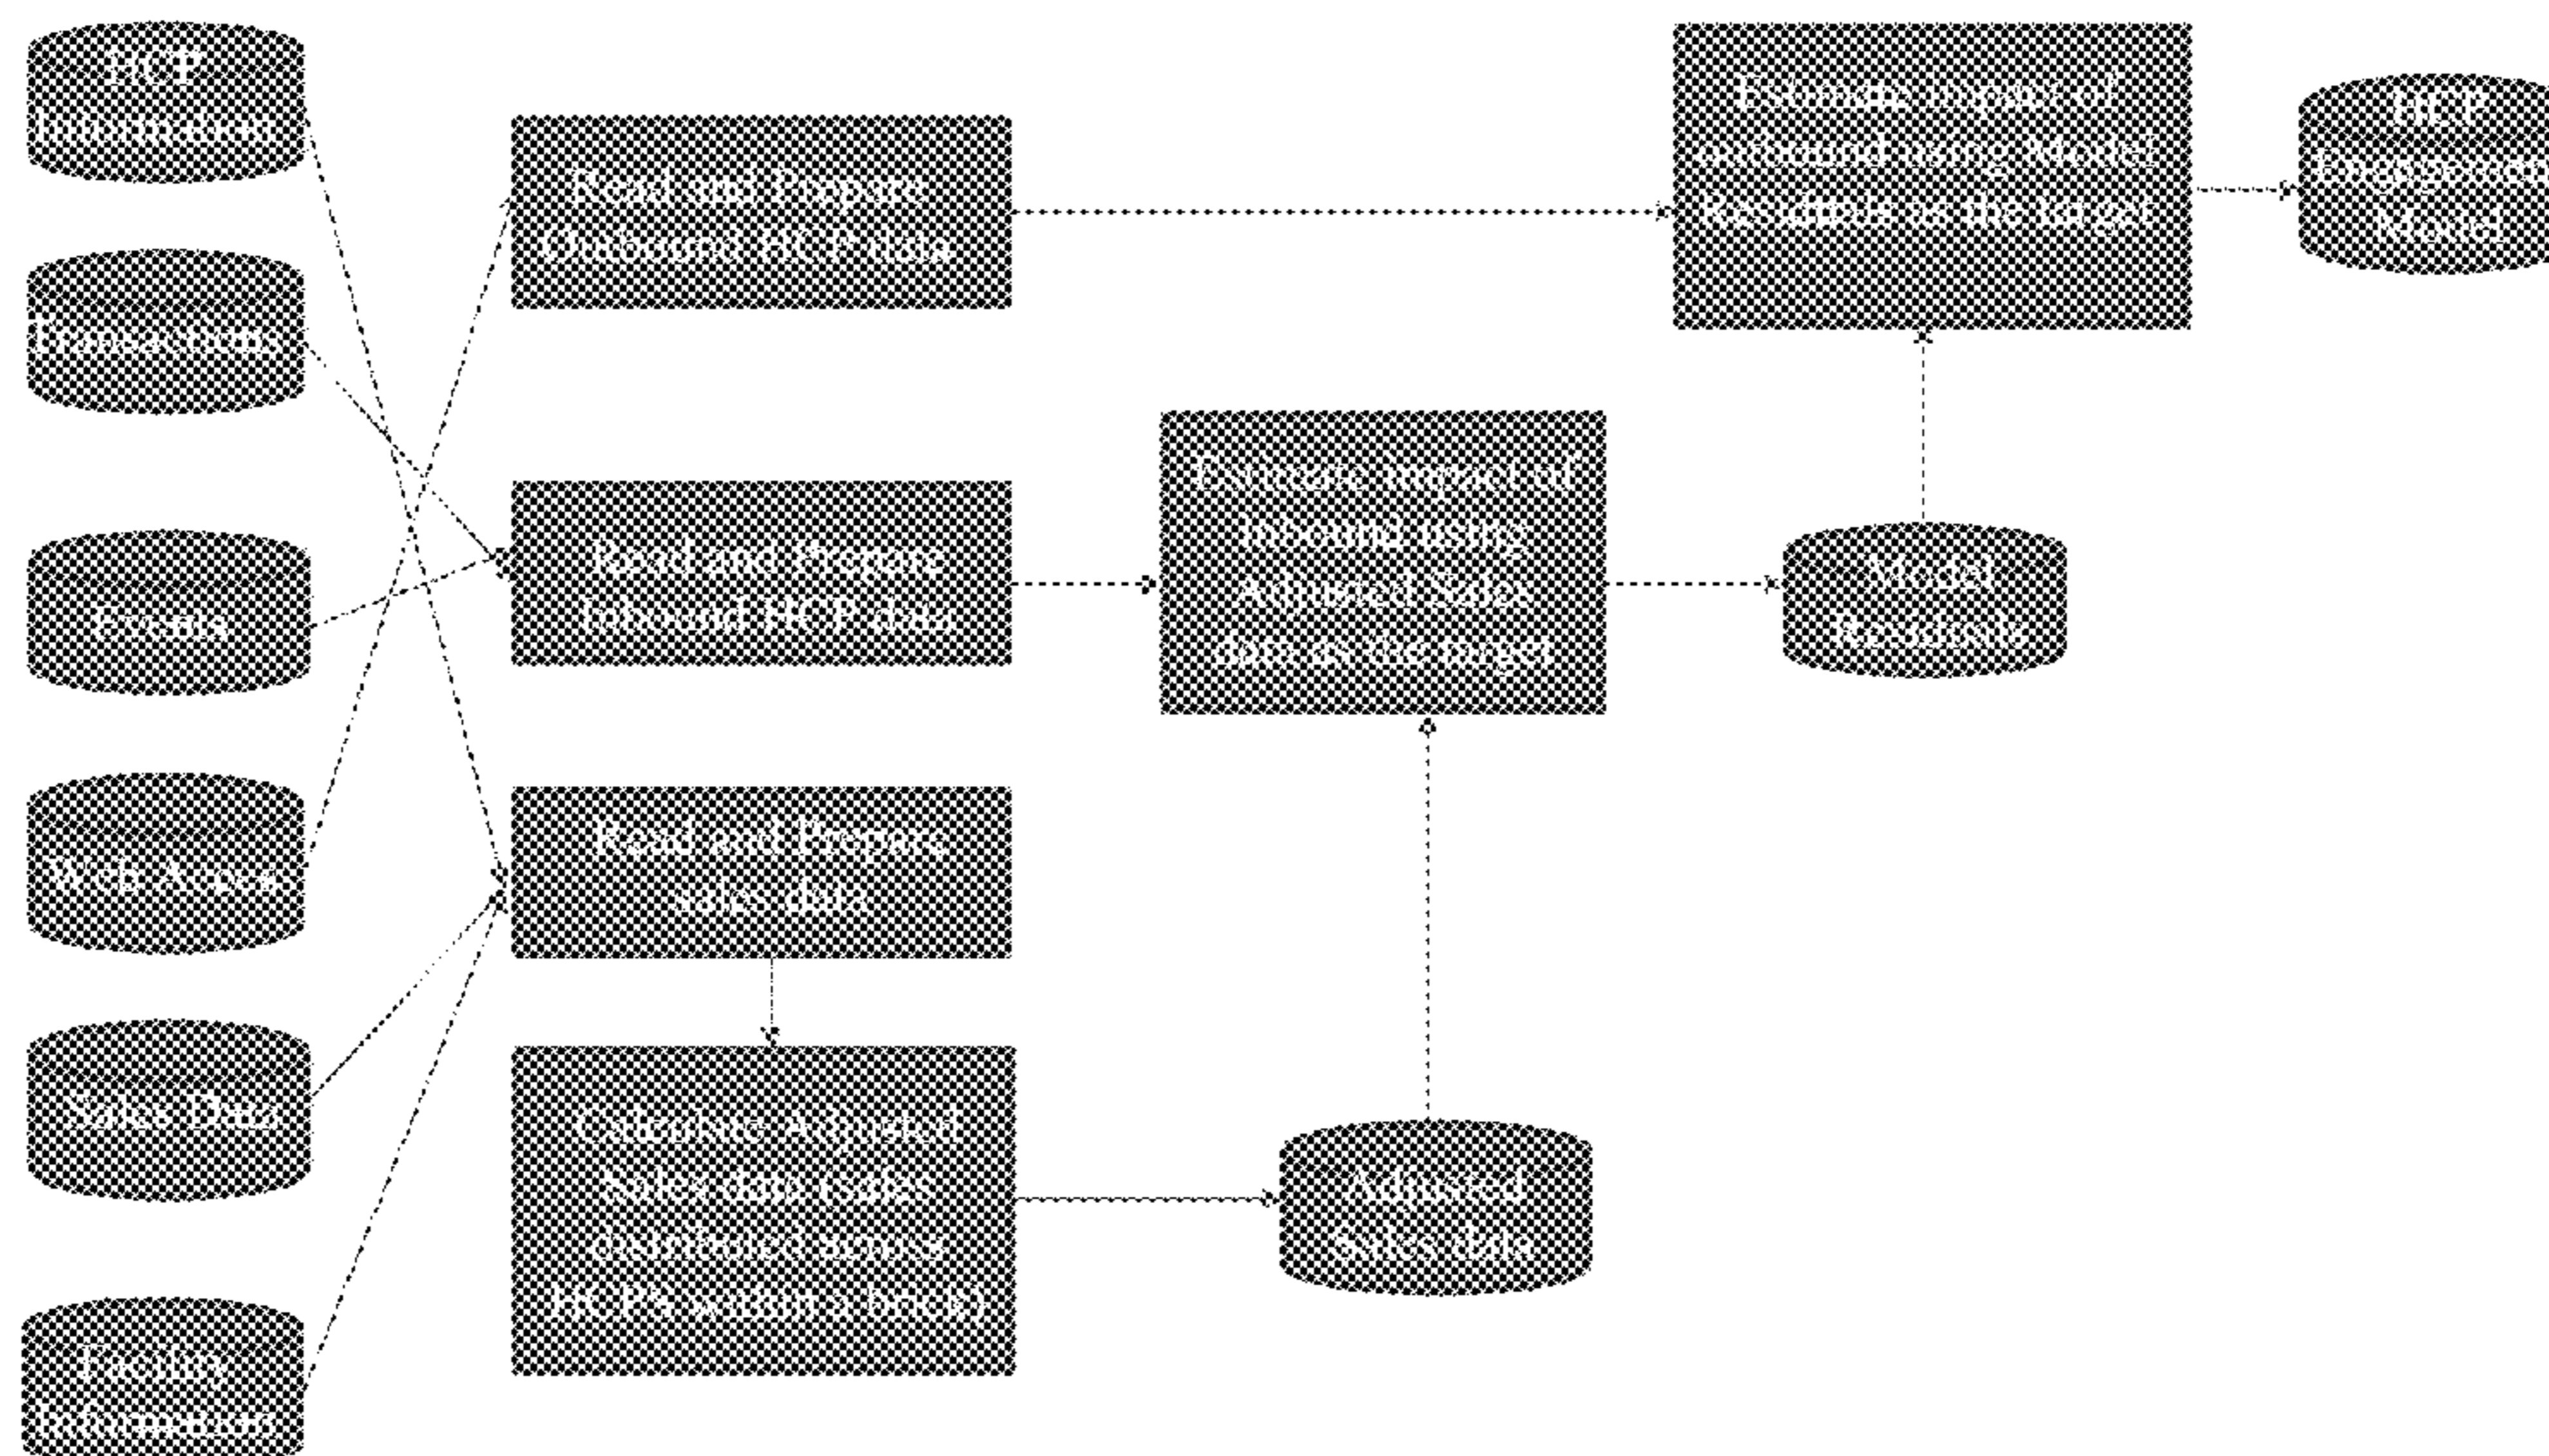 HCP
Information
Transactions
Events
Web Access
Sales Data
Facility
Information
Read and Prepare
Outbound HCP data
Read and Prepare
Inbound HCP data
Read and Prepare
sales data
Calculate Adjusted
Sales data (sales
distributed across
HCPs within a brick)
Estimate impact of
inbound using
Adjusted Sales
data as the target
Adjusted
Sales data
Estimate impact of
outbound using Model
Residuals as the target
Model
Residuals
HCP
Engagement
Model